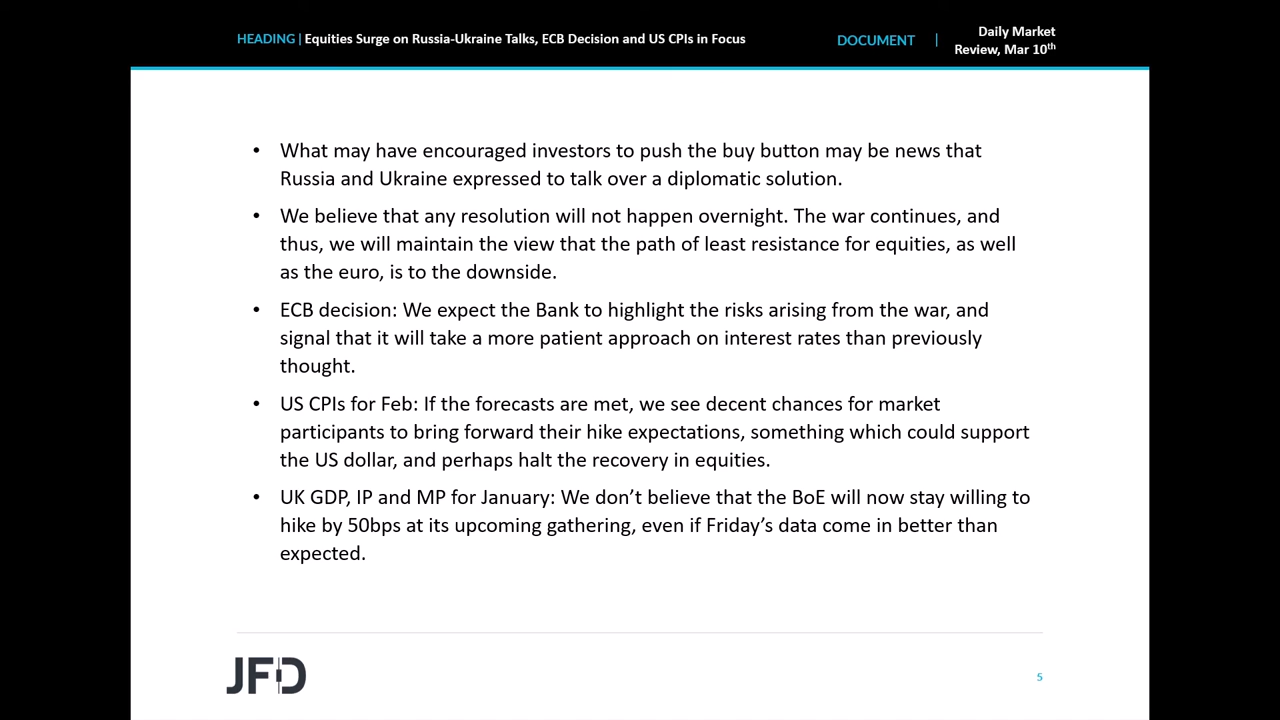 HEADING | Equities Surge on Russia-Ukraine Talks, ECB Decision and US CPIs in Focus
DOCUMENT | Daily Market
Review, Mar 10th
• What may have encouraged investors to push the buy button may be news that
Russia and Ukraine expressed to talk over a diplomatic solution.
• We believe that any resolution will not happen overnight. The war continues, and
thus, we will maintain the view that the path of least resistance for equities, as well
as the euro, is to the downside.
• ECB decision: We expect the Bank to highlight the risks arising from the war, and
signal that it will take a more patient approach on interest rates than previously
thought.
• US CPIs for Feb: If the forecasts are met, we see decent chances for market
participants to bring forward their hike expectations, something which could support
the US dollar, and perhaps halt the recovery in equities.
• UK GDP, IP and MP for January: We don’t believe that the BoE will now stay willing to
hike by 50bps at its upcoming gathering, even if Friday’s data come in better than
expected.
JFD
5